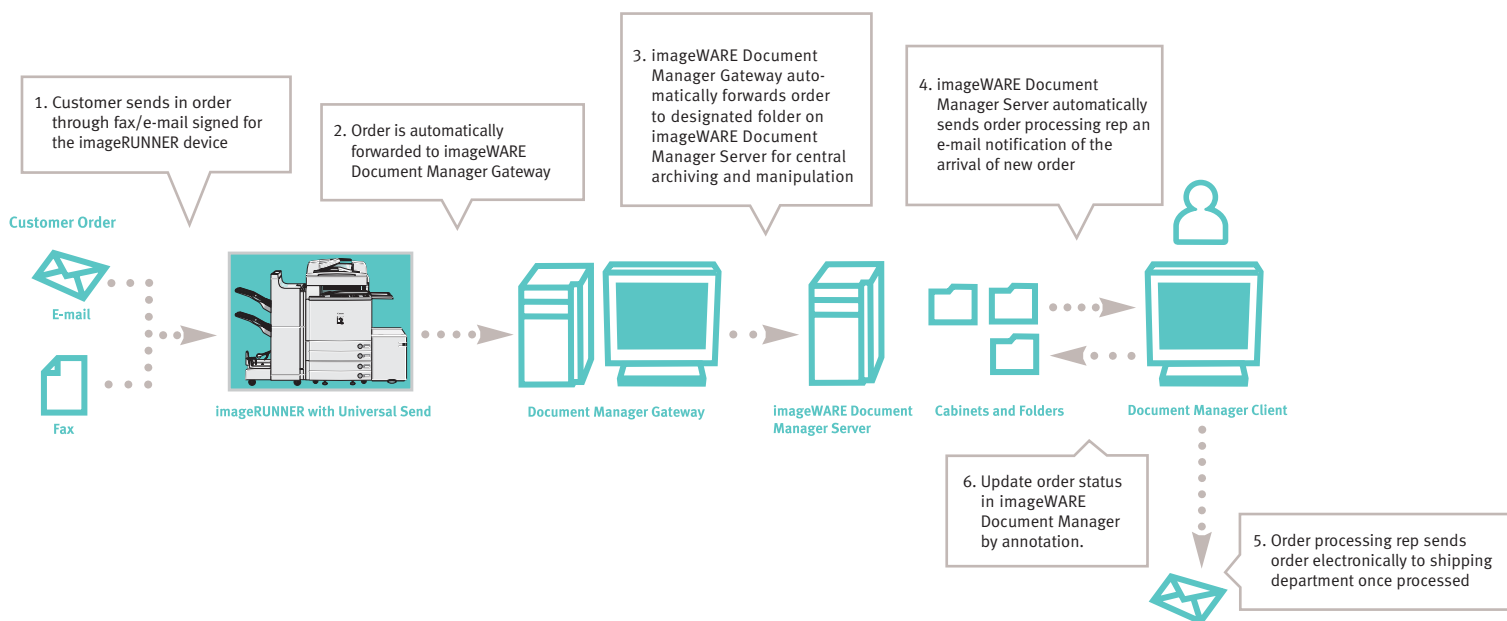 1. Customer sends in order
through fax/e-mail signed for
the imageRUNNER device
2. Order is automatically
forwarded to imageWARE
Document Manager Gateway
3. imageWARE Document
Manager Gateway auto-
matically forwards order
to designated folder on
imageWARE Document
Manager Server for central
archiving and manipulation
4. imageWARE Document
Manager Server automatically
sends order processing rep an
e-mail notification of the
arrival of new order
Customer Order
E-mail
Fax
imageRUNNER with Universal Send
Document Manager Gateway
imageWARE Document
Manager Server
Cabinets and Folders
Document Manager Client
6. Update order status
in imageWARE
Document Manager
by annotation.
5. Order processing rep sends
order electronically to shipping
department once processed